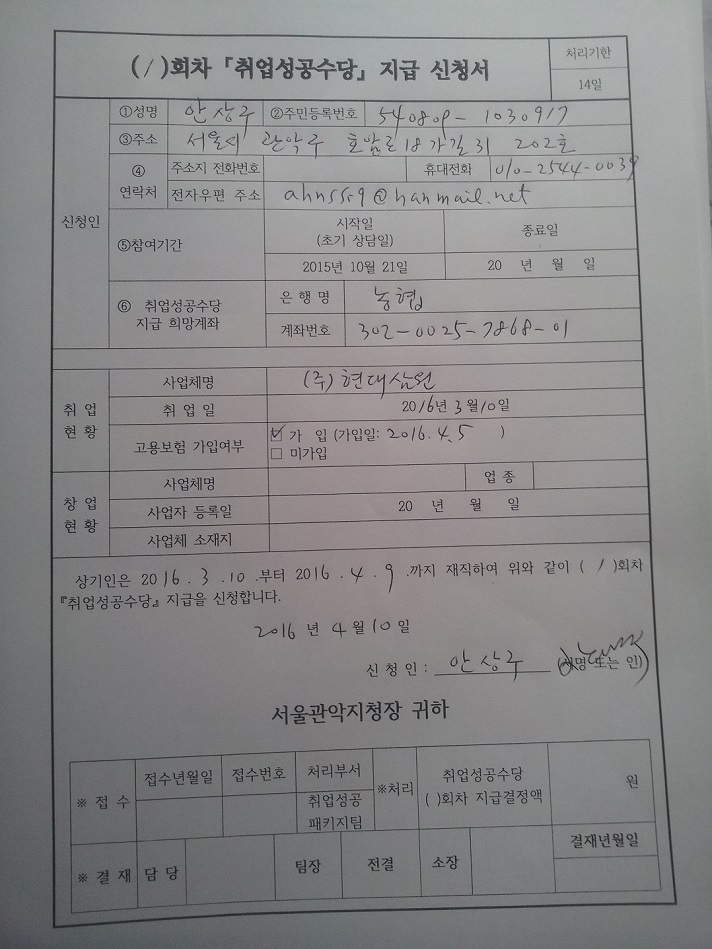 ( 1 )회차 『취업성공수당』 지급 신청서
처리기한
14일
신청인
①성명 안상구 ②주민등록번호 540809-1030917
③주소 서울시 관악구 호암로18가길 31 202호
④ 연락처
주소지 전화번호 휴대전화 010-2544-0039
전자우편 주소 ahnss59@hanmail.net
⑤참여기간
시작일 (초기 상담일) 종료일
2015년 10월 21일 20 년 월 일
⑥ 취업성공수당 지급 희망계좌
은 행 명 농협
계좌번호 302-0025-7868-01
취 업 현 황
사업체명 (주)현대삼원
취 업 일 2016년 3월 10일
고용보험 가입여부
☑ 가 입 (가입일: 2016.4.5 )
□ 미가입
창 업 현 황
사업체명 업 종
사업자 등록일 20 년 월 일
사업체 소재지
상기인은 2016 . 3 . 10 .부터 2016 . 4 . 9 .까지 재직하여 위와 같이 ( 1 )회차
『취업성공수당』 지급을 신청합니다.
2016 년 4월 10일
신 청 인 : 안상구 (서명 또는 인)
서울관악지청장 귀하
※ 접 수
접수년월일 접수번호 처리부서
취업성공
패키지팀
※처리
취업성공수당
( )회차 지급결정액
원
※ 결 재 담 당 팀장 전결 소장 결재년월일